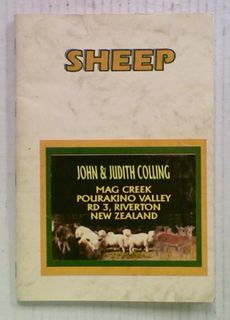 SHEEP
JOHN & JUDITH COLLING
MAG CREEK
POURAKINO VALLEY
RD 3, RIVERTON
NEW ZEALAND